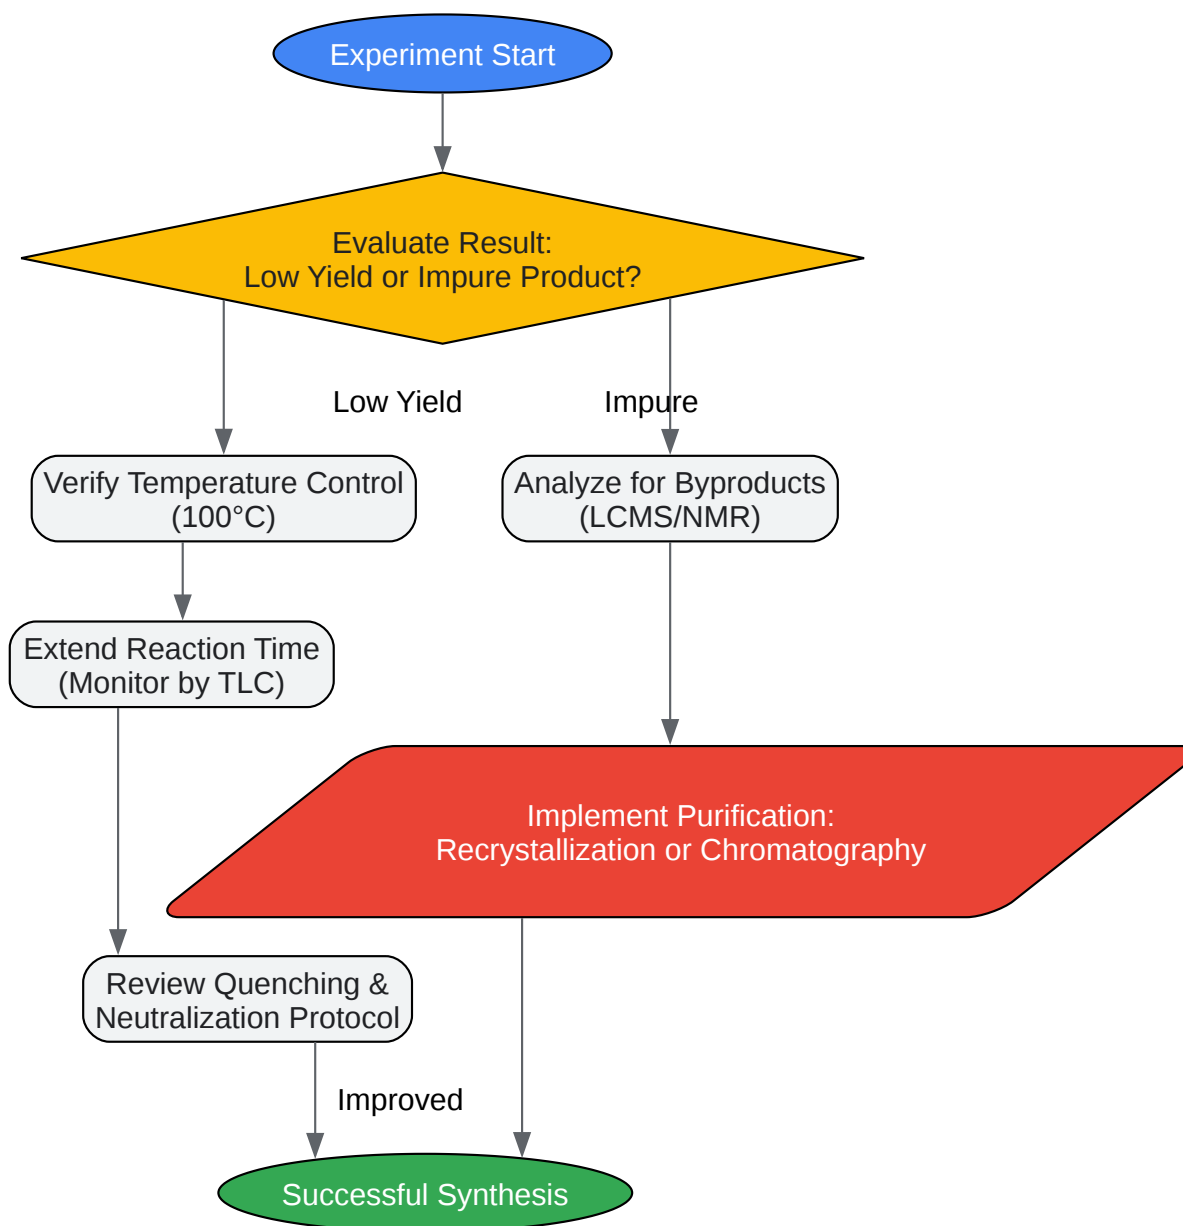 Experiment Start
Evaluate Result:
Low Yield or Impure Product?
Low Yield
Impure
Verify Temperature Control
(100°C)
Analyze for Byproducts
(LCMS/NMR)
Extend Reaction Time
(Monitor by TLC)
Implement Purification:
Recrystallization or Chromatography
Review Quenching &
Neutralization Protocol
Improved
Successful Synthesis